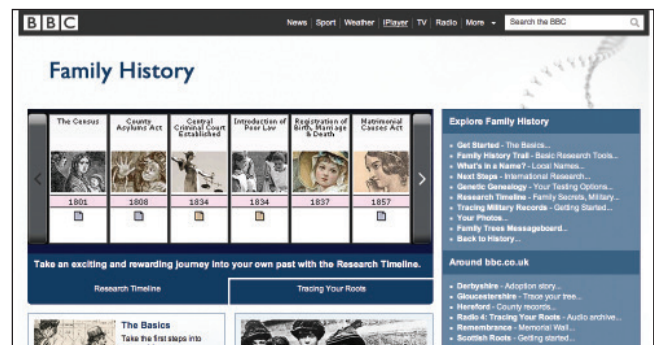 BBC
News Sport Weather iPlayer TV Radio More Search the BBC
Family History
The Census
County Asylums Act
Central Criminal Court Established
Introduction of Poor Law
Registration of Birth, Marriage & Death
Matrimonial Causes Act
1801 1808 1834 1834 1837 1857
Take an exciting and rewarding journey into your own past with the Research Timeline.
Research Timeline
Tracing Your Roots
The Basics
Take the first steps into
Explore Family History
Get Started - The Basics...
Family History Trail - Basic Research Tools...
What's in a Name? - Local Names...
Next Steps - International Research...
Genetic Genealogy - Your Testing Options...
Research Timeline - Family Secrets, Military...
Tracing Military Records - Getting Started...
Your Photos...
Family Trees Messageboard...
Back to History...
Around bbc.co.uk
Derbyshire - Adoption story...
Gloucestershire - Trace your tree...
Hereford - County records...
Radio 4: Tracing Your Roots - Audio archive...
Remembrance - Memorial Wall...
Scottish Roots - Getting started...